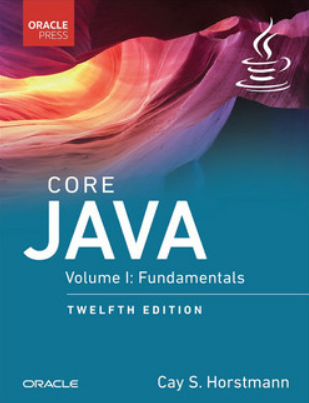 ORACLE
PRESS
CORE
JAVA
Volume I: Fundamentals
TWELFTH EDITION
ORACLE
Cay S. Horstmann